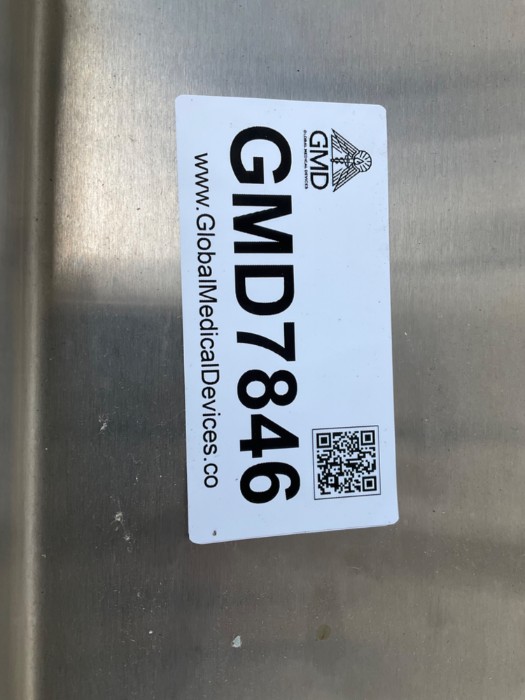 GMD
GLOBAL MEDICAL DEVICES
GMD7846
www.GlobalMedicalDevices.co